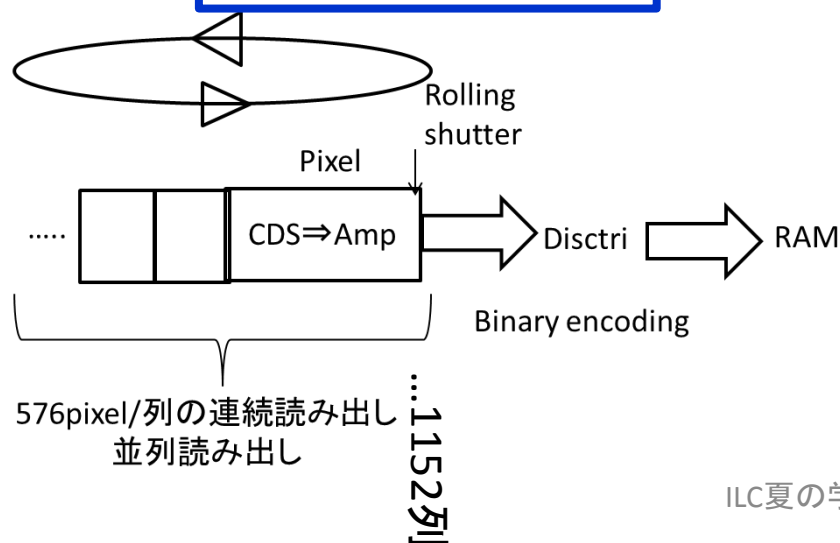 Rolling
shutter
Pixel
..... CDS⇒Amp Disctri RAM
Binary encoding
576pixel/列の連続読み出し
並列読み出し
...1152列
ILC夏の学